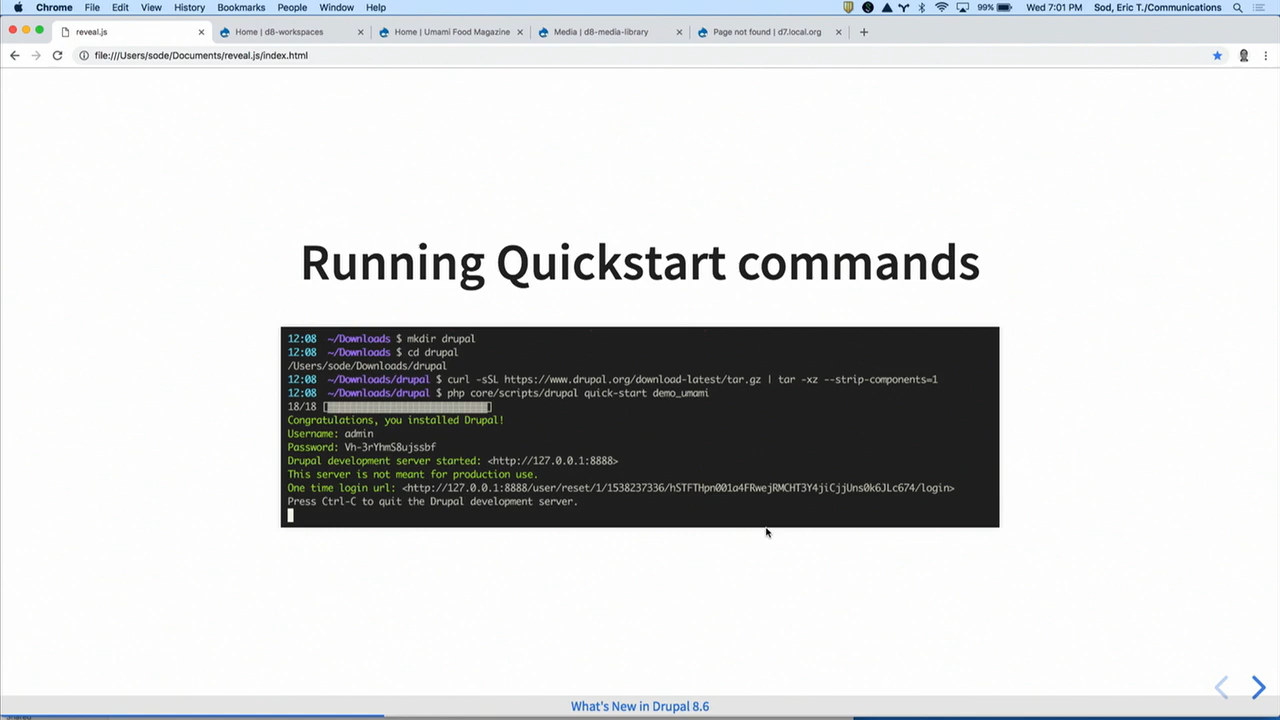 Chrome File Edit View History Bookmarks People Window Help 99% Wed 7:01 PM Sod, Eric T./Communications
reveal.js Home | d8-workspaces Home | Umami Food Magazine Media | d8-media-library Page not found | d7.local.org
file:///Users/sode/Documents/reveal.js/index.html
Running Quickstart commands
12:08 ~/Downloads $ mkdir drupal
12:08 ~/Downloads $ cd drupal
/Users/sode/Downloads/drupal
12:08 ~/Downloads/drupal $ curl -sSL https://www.drupal.org/download-latest/tar.gz | tar -xz --strip-components=1
12:08 ~/Downloads/drupal $ php core/scripts/drupal quick-start demo_umami
18/18 [                    ]
Congratulations, you installed Drupal!
Username: admin
Password: Vh-3rYhmS8ujssbf
Drupal development server started: <http://127.0.0.1:8888>
This server is not meant for production use.
One time login url: <http://127.0.0.1:8888/user/reset/1/1538237336/hSTFTHpn001a4FRwejRMCHT3Y4jiCjjUns0k6JLc674/login>
Press Ctrl-C to quit the Drupal development server.
What's New in Drupal 8.6